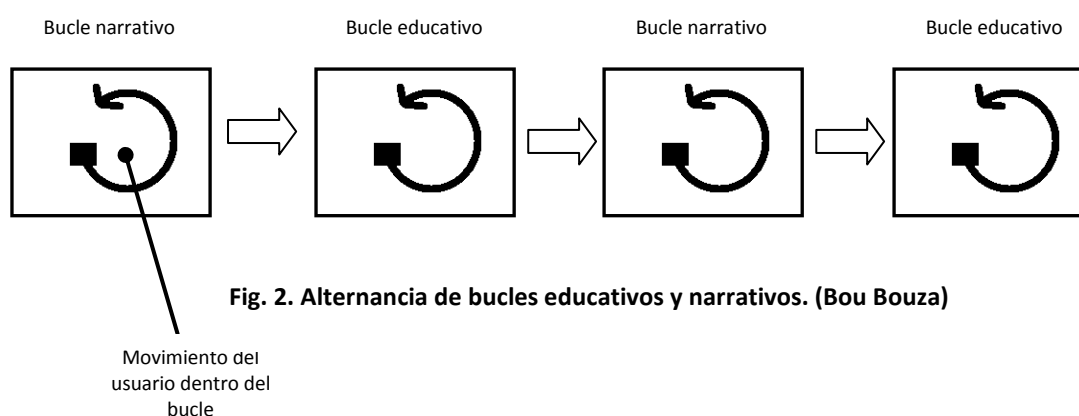 Bucle narrativo
Bucle educativo
Bucle narrativo
Bucle educativo
Fig. 2. Alternancia de bucles educativos y narrativos. (Bou Bouza)
Movimiento del
usuario dentro del
bucle